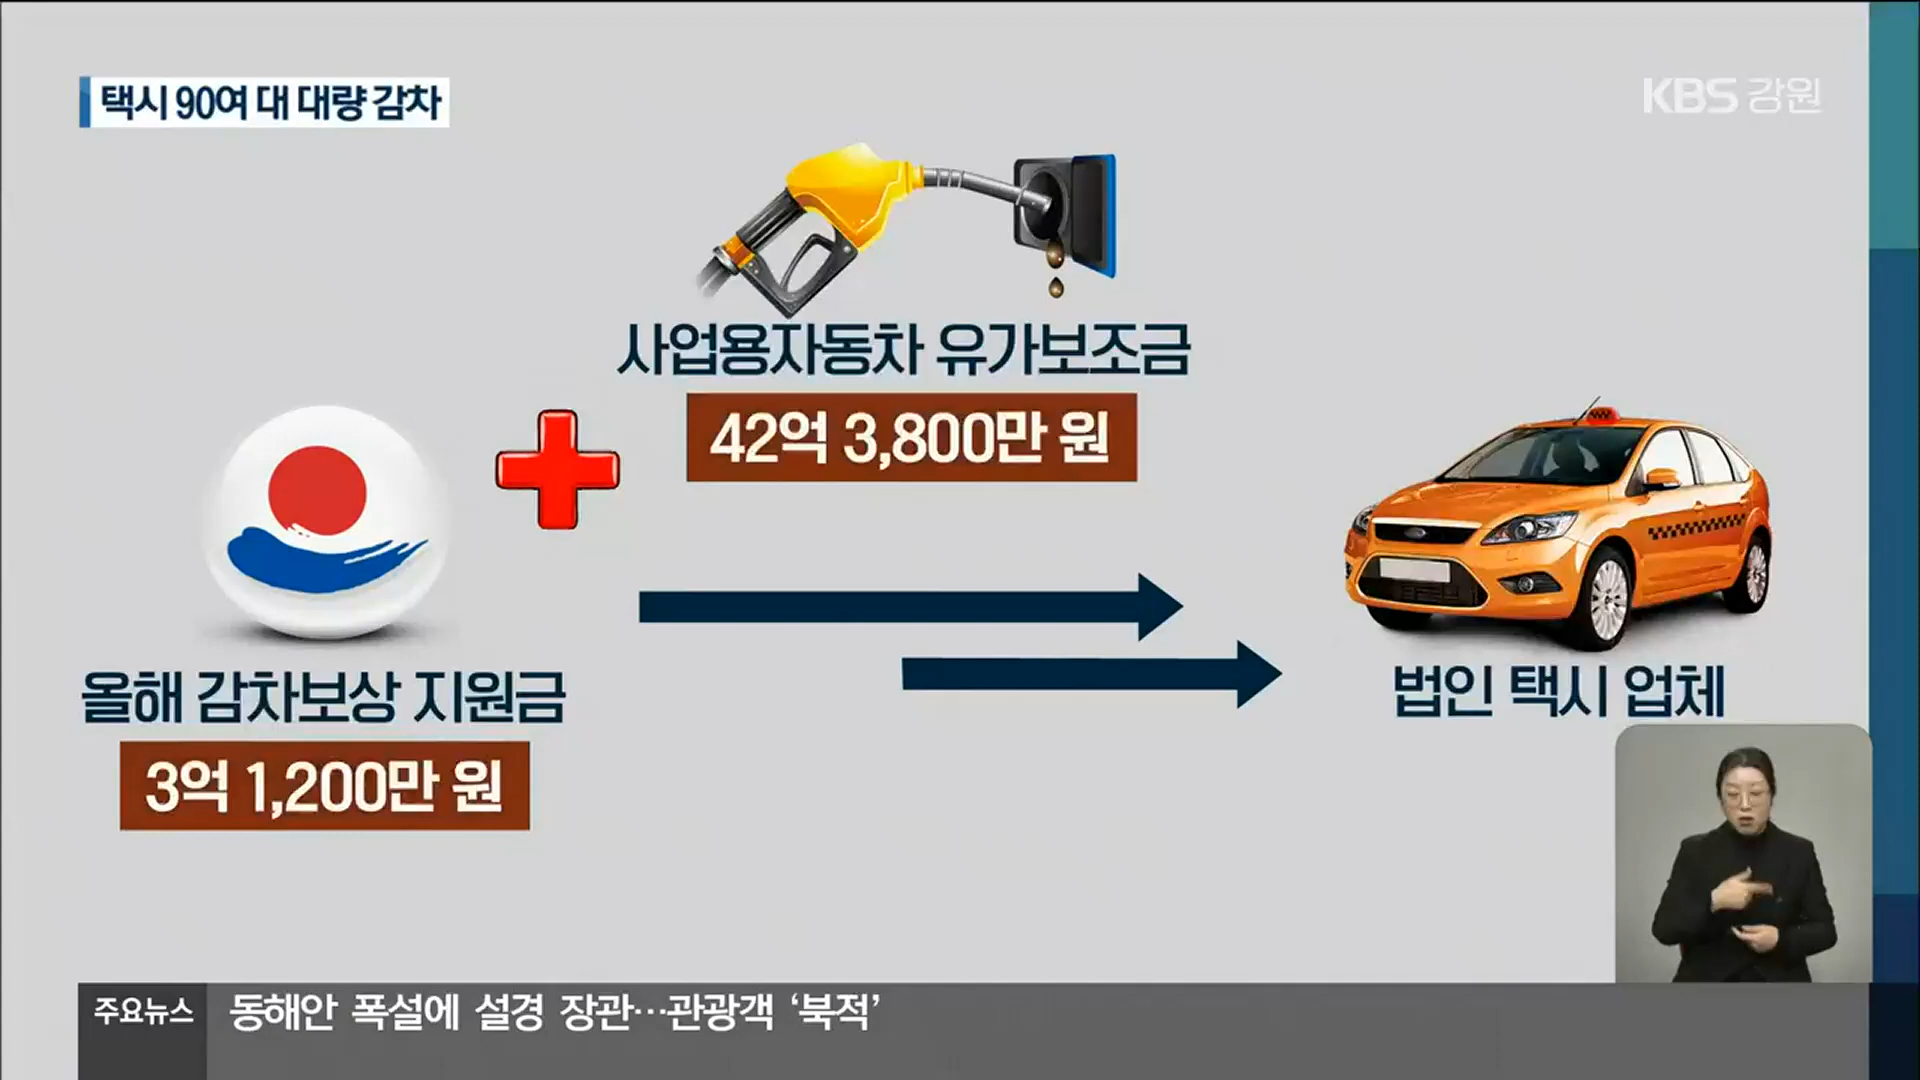 택시 90여 대 대량 감차
KBS 강원
사업용자동차 유가보조금
42억 3,800만 원
올해 감차보상 지원금
3억 1,200만 원
법인 택시 업체
주요뉴스 동해안 폭설에 설경 장관…관광객 ‘북적’